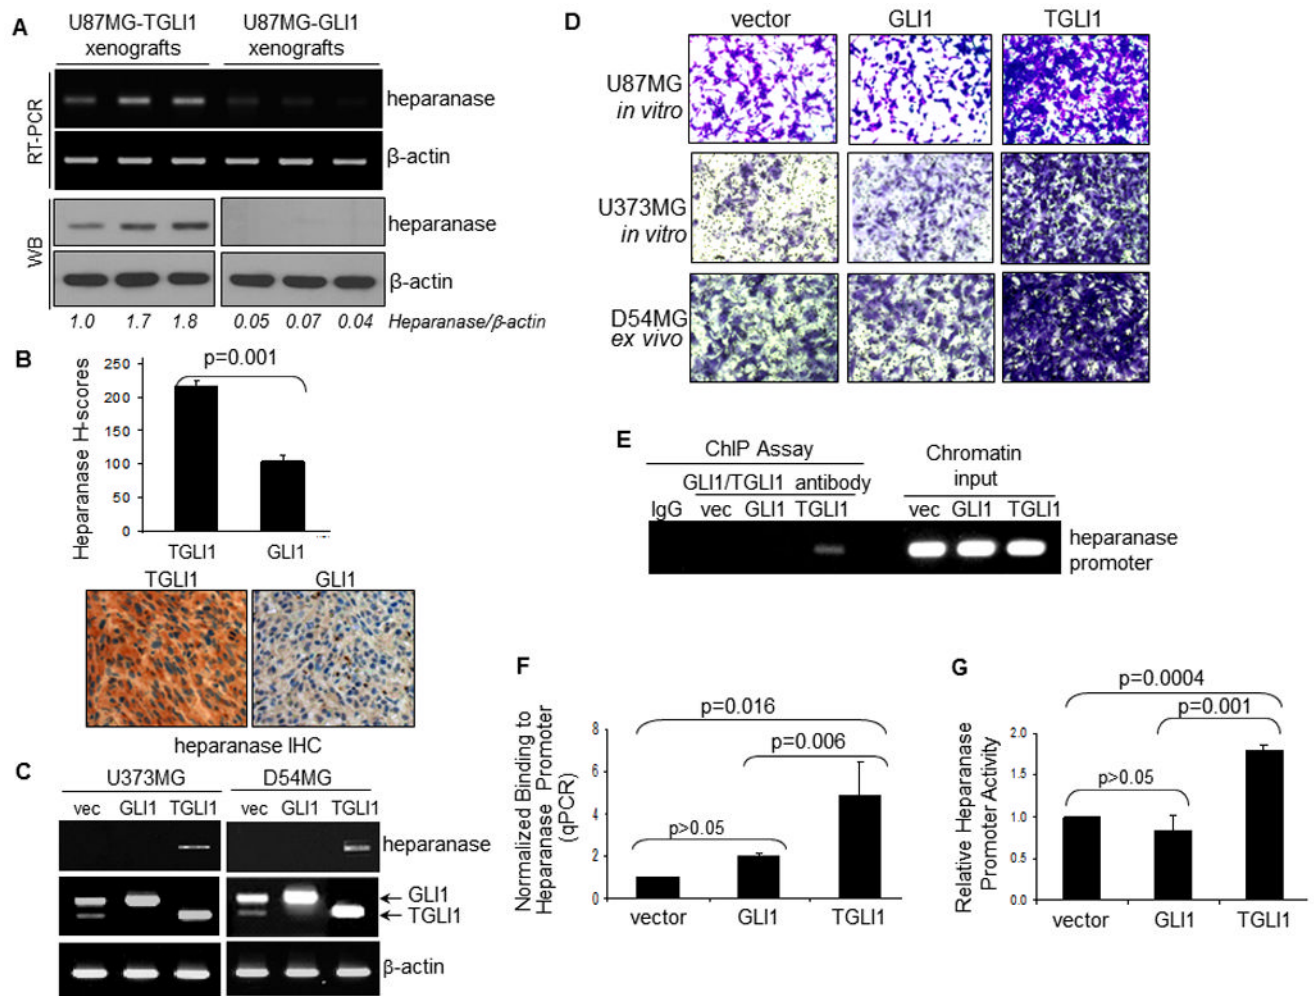 A
U87MG-TGLI1 xenografts
U87MG-GLI1 xenografts
RT-PCR
heparanase
β-actin
WB
heparanase
β-actin
1.0 1.7 1.8 0.05 0.07 0.04 Heparanase/β-actin
B
p=0.001
Heparanase H-scores
250
200
150
100
50
0
TGLI1 GLI1
TGLI1 GLI1
heparanase IHC
C
U373MG D54MG
vec GLI1 TGLI1 vec GLI1 TGLI1
heparanase
GLI1
TGLI1
β-actin
D
vector GLI1 TGLI1
U87MG
in vitro
U373MG
in vitro
D54MG
ex vivo
E
ChIP Assay
Chromatin
input
GLI1/TGLI1 antibody
IgG vec GLI1 TGLI1 vec GLI1 TGLI1
heparanase
promoter
F
p=0.016
p=0.006
p>0.05
Normalized Binding to
Heparanase Promoter
(qPCR)
8
6
4
2
0
vector GLI1 TGLI1
G
p=0.0004
p=0.001
p>0.05
Relative Heparanase
Promoter Activity
2.0
1.5
1.0
0.5
0.0
vector GLI1 TGLI1